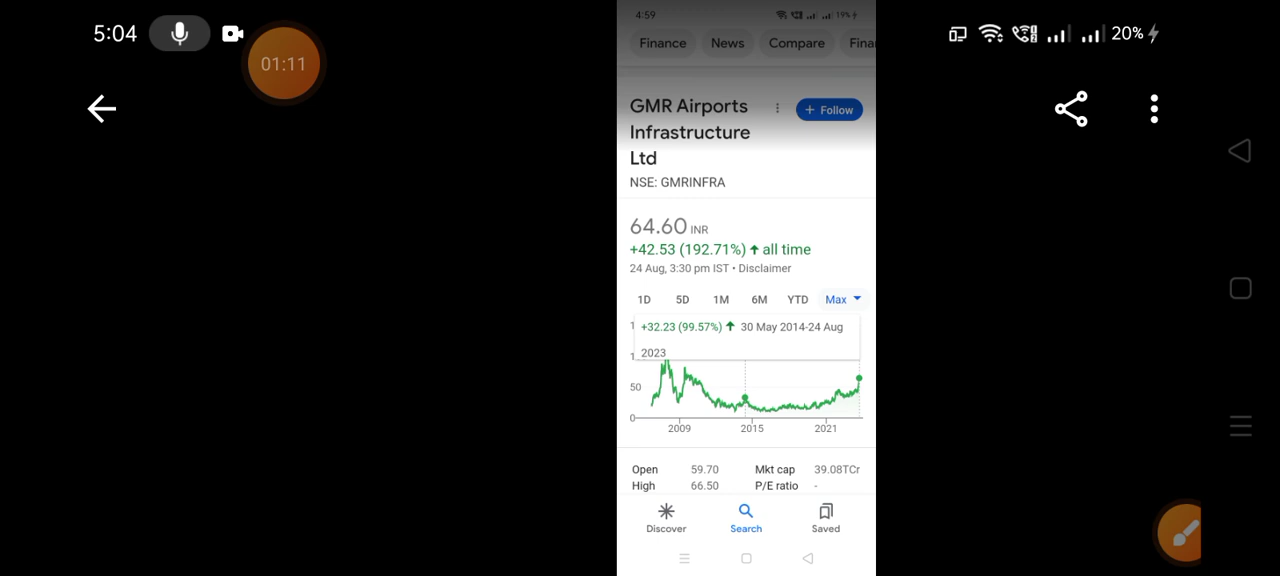 5:04
01:11
20%
4:59
19%
Finance News Compare Finan
GMR Airports
Infrastructure
Ltd
+ Follow
NSE: GMRINFRA
64.60 INR
+42.53 (192.71%) ↑ all time
24 Aug, 3:30 pm IST • Disclaimer
1D 5D 1M 6M YTD Max
+32.23 (99.57%) ↑ 30 May 2014-24 Aug
2023
50
0
2009 2015 2021
Open 59.70 Mkt cap 39.08TCr
High 66.50 P/E ratio -
Discover Search Saved